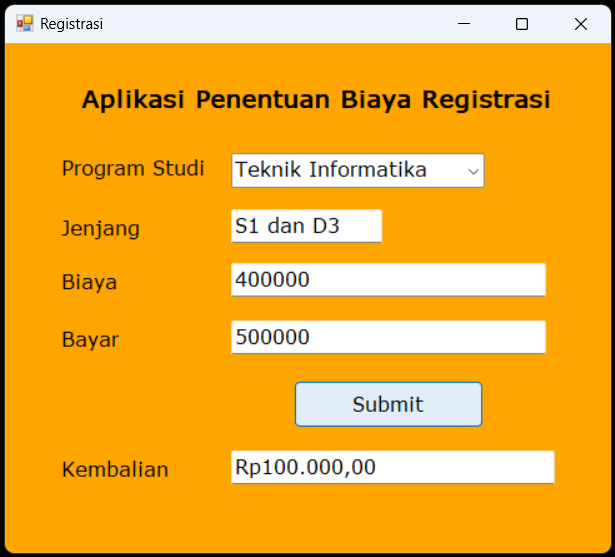 Registrasi
Aplikasi Penentuan Biaya Registrasi
Program Studi Teknik Informatika
Jenjang S1 dan D3
Biaya 400000
Bayar 500000
Submit
Kembalian Rp100.000,00